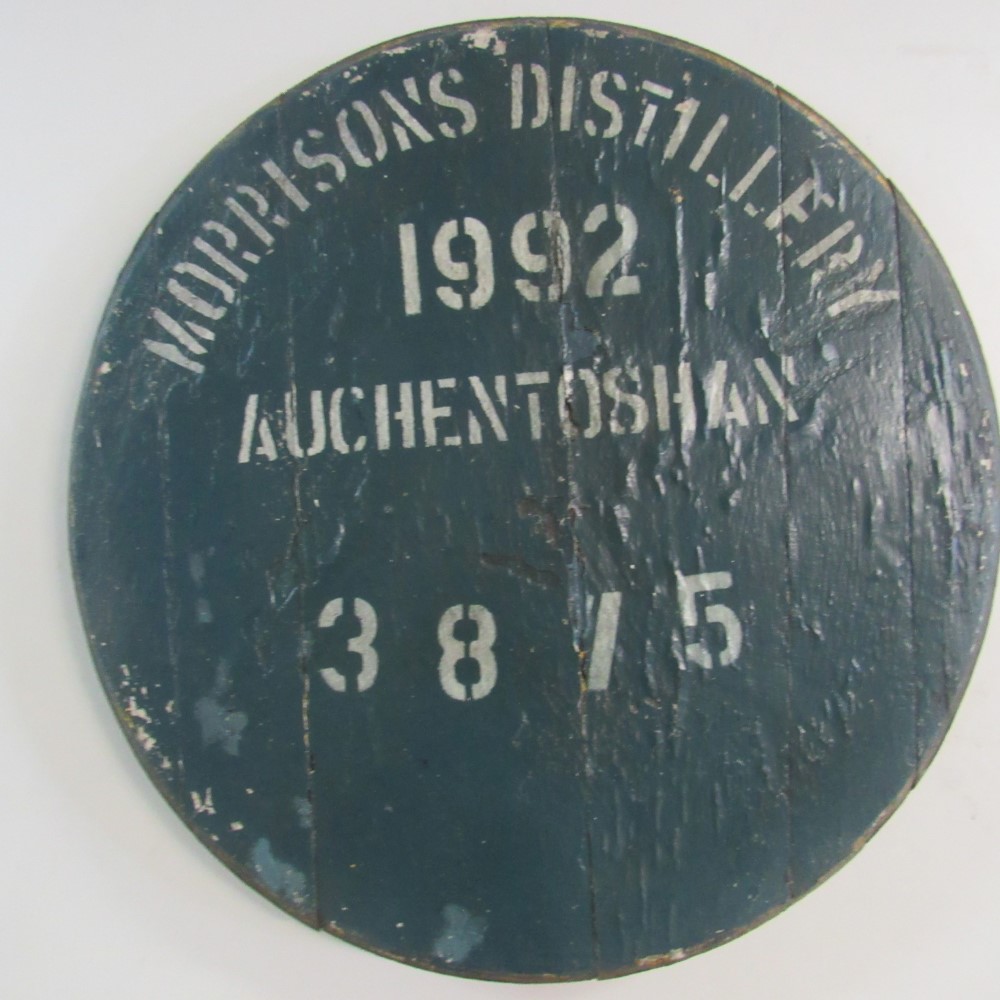 MORRISONS DISTILLERY
1992
AUCHENTOSHAN
3875